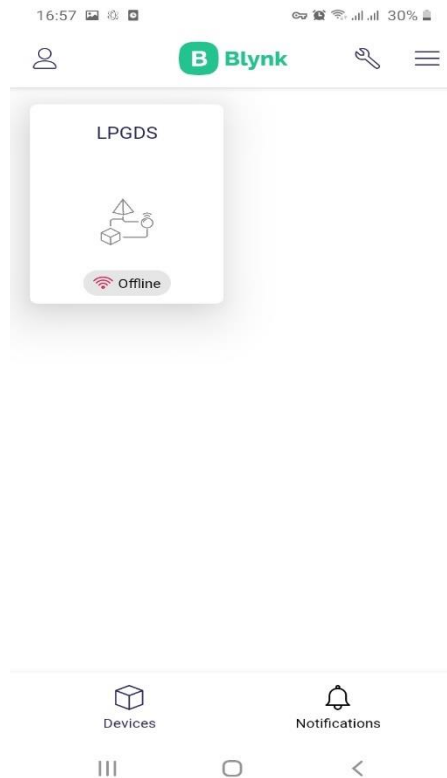 16:57 30%
B Blynk
LPGDS
Offline
Devices Notifications